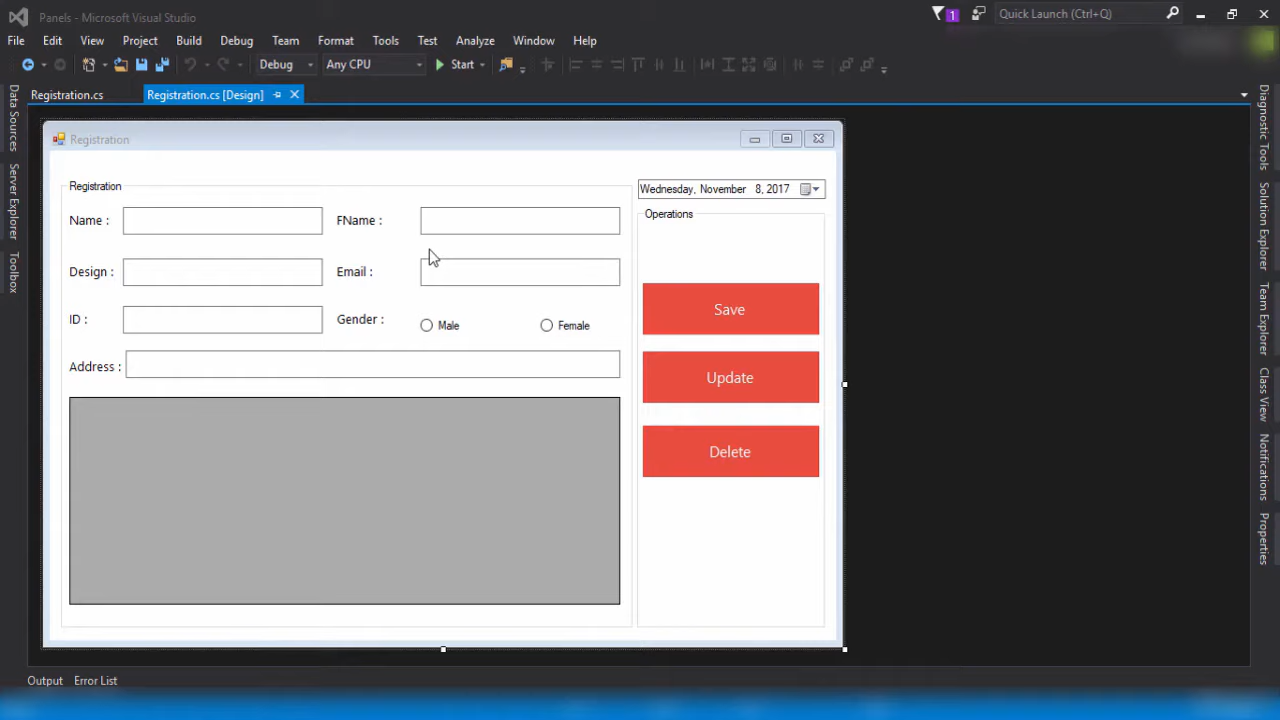 Panels - Microsoft Visual Studio
1
Quick Launch (Ctrl+Q)
File Edit View Project Build Debug Team Format Tools Test Analyze Window Help
Debug Any CPU Start
Registration.cs Registration.cs [Design]
Data Sources
Server Explorer
Toolbox
Registration
Registration
Wednesday, November 8, 2017
Name : FName :
Operations
Design : Email :
Save
ID : Gender : Male Female
Address :
Update
Delete
Diagnostic Tools
Solution Explorer
Team Explorer
Class View
Notifications
Properties
Output Error List